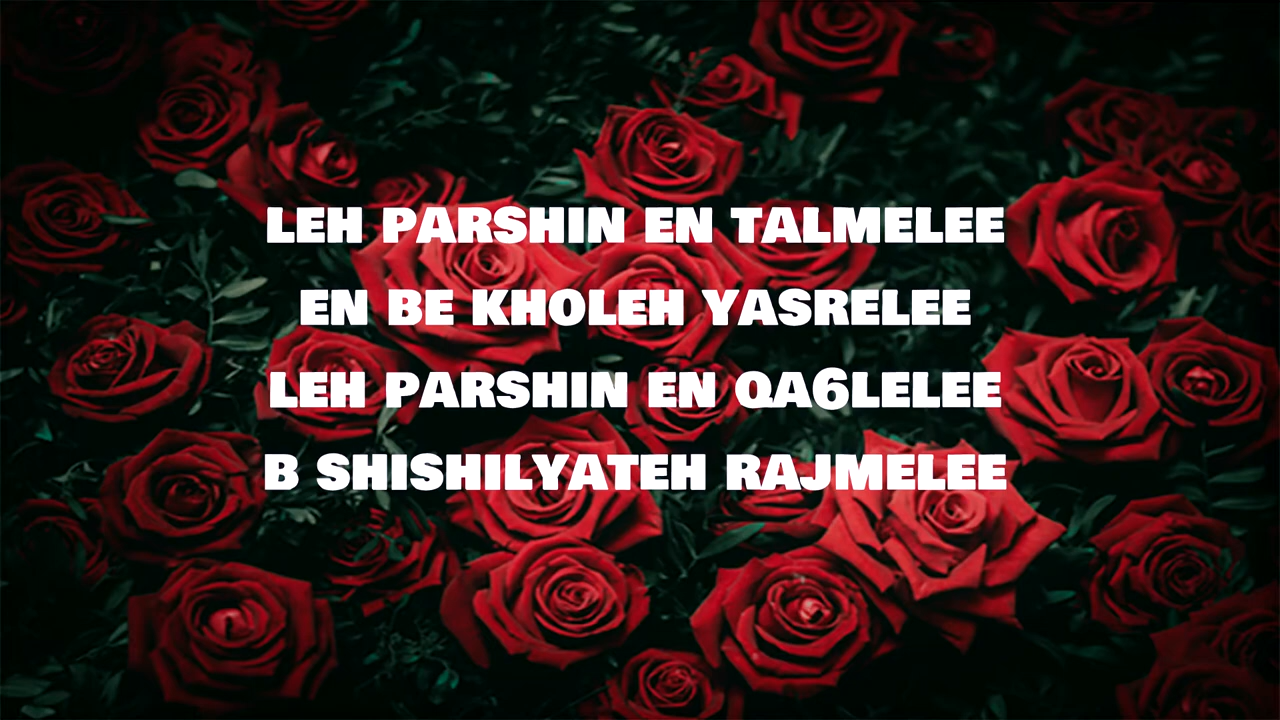 LEH PARSHIN EN TALMELEE
EN BE KHOLEH YASRELEE
LEH PARSHIN EN QA6LELEE
B SHISHILYATEH RAJMELEE